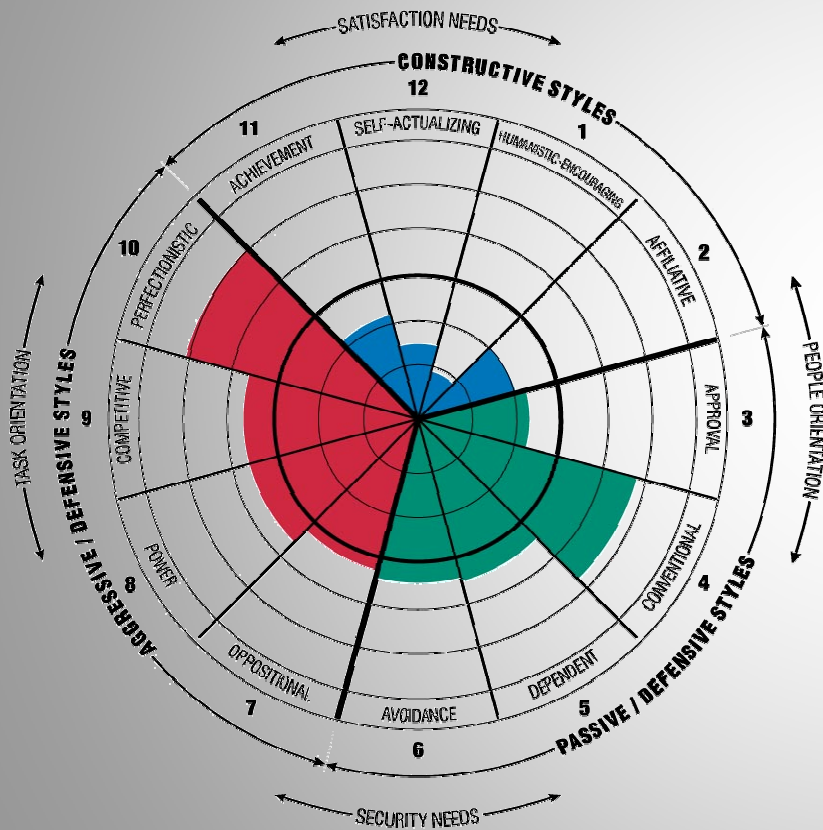 SATISFACTION NEEDS
CONSTRUCTIVE STYLES
12
SELF-ACTUALIZING
1
HUMANISTIC-ENCOURAGING
2
AFFILIATIVE
PEOPLE ORIENTATION
3
APPROVAL
4
CONVENTIONAL
PASSIVE / DEFENSIVE STYLES
5
DEPENDENT
6
AVOIDANCE
SECURITY NEEDS
7
OPPOSITIONAL
8
POWER
AGGRESSIVE / DEFENSIVE STYLES
TASK ORIENTATION
9
COMPETITIVE
10
PERFECTIONISTIC
11
ACHIEVEMENT